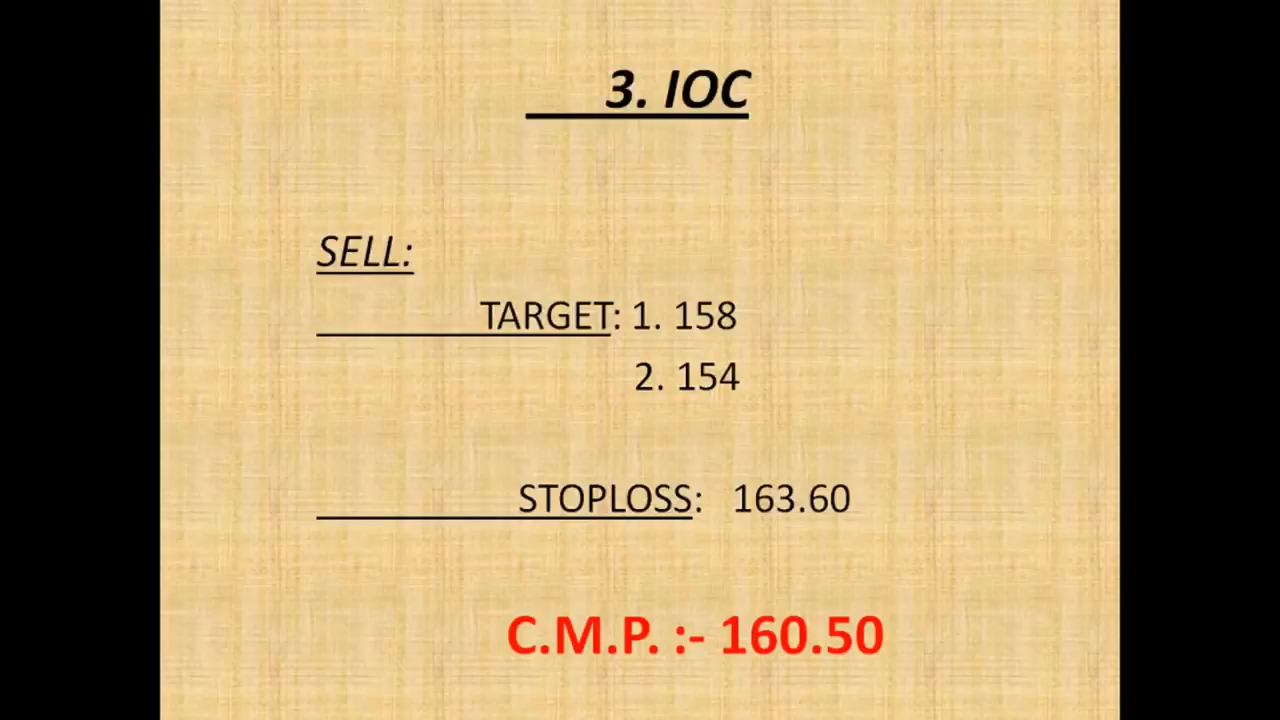 3. IOC
SELL:
TARGET: 1. 158
2. 154
STOPLOSS: 163.60
C.M.P. :- 160.50